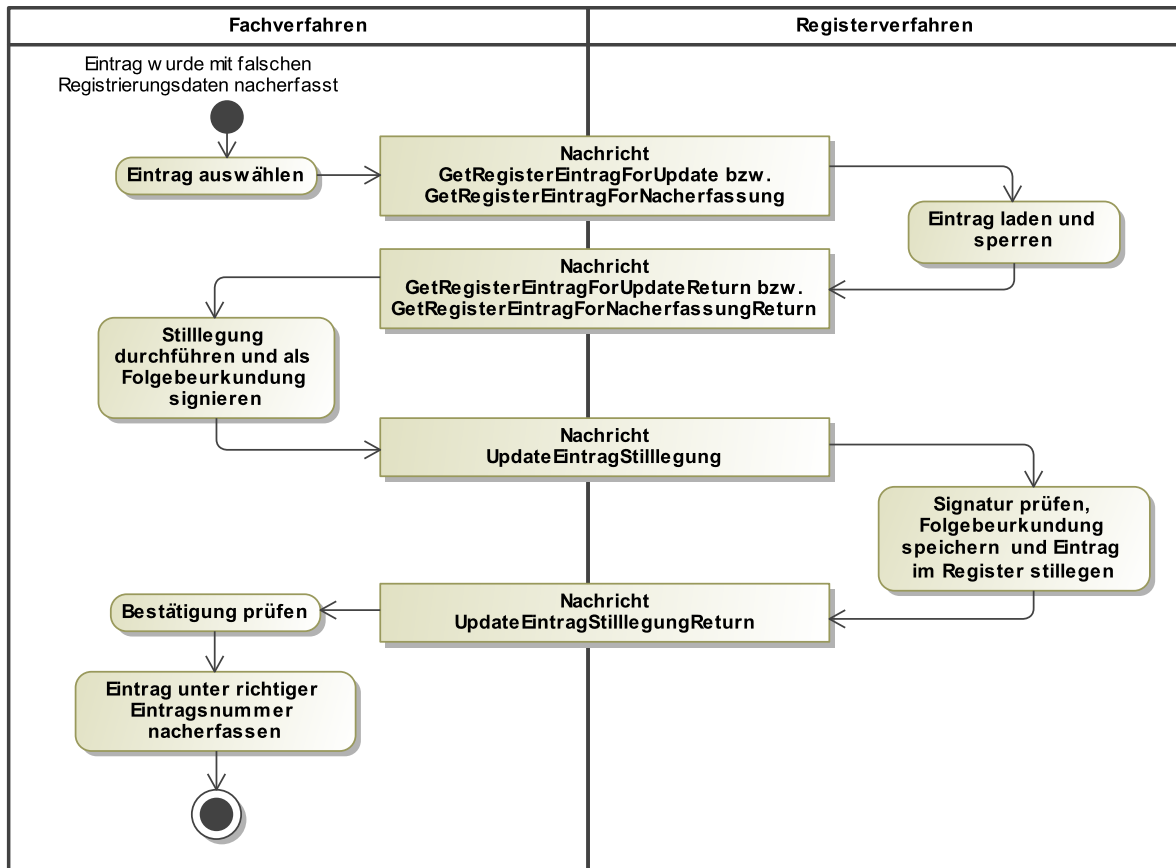 Fachverfahren
Registerverfahren
Eintrag wurde mit falschen
Registrierungsdaten nacherfasst
Eintrag auswählen
Nachricht
GetRegisterEintragForUpdate bzw.
GetRegisterEintragForNacherfassung
Eintrag laden und
sperren
Nachricht
GetRegisterEintragForUpdateReturn bzw.
GetRegisterEintragForNacherfassungReturn
Stilllegung
durchführen und als
Folgebeurkundung
signieren
Nachricht
UpdateEintragStilllegung
Signatur prüfen,
Folgebeurkundung
speichern und Eintrag
im Register stillegen
Nachricht
UpdateEintragStilllegungReturn
Bestätigung prüfen
Eintrag unter richtiger
Eintragsnummer
nacherfassen